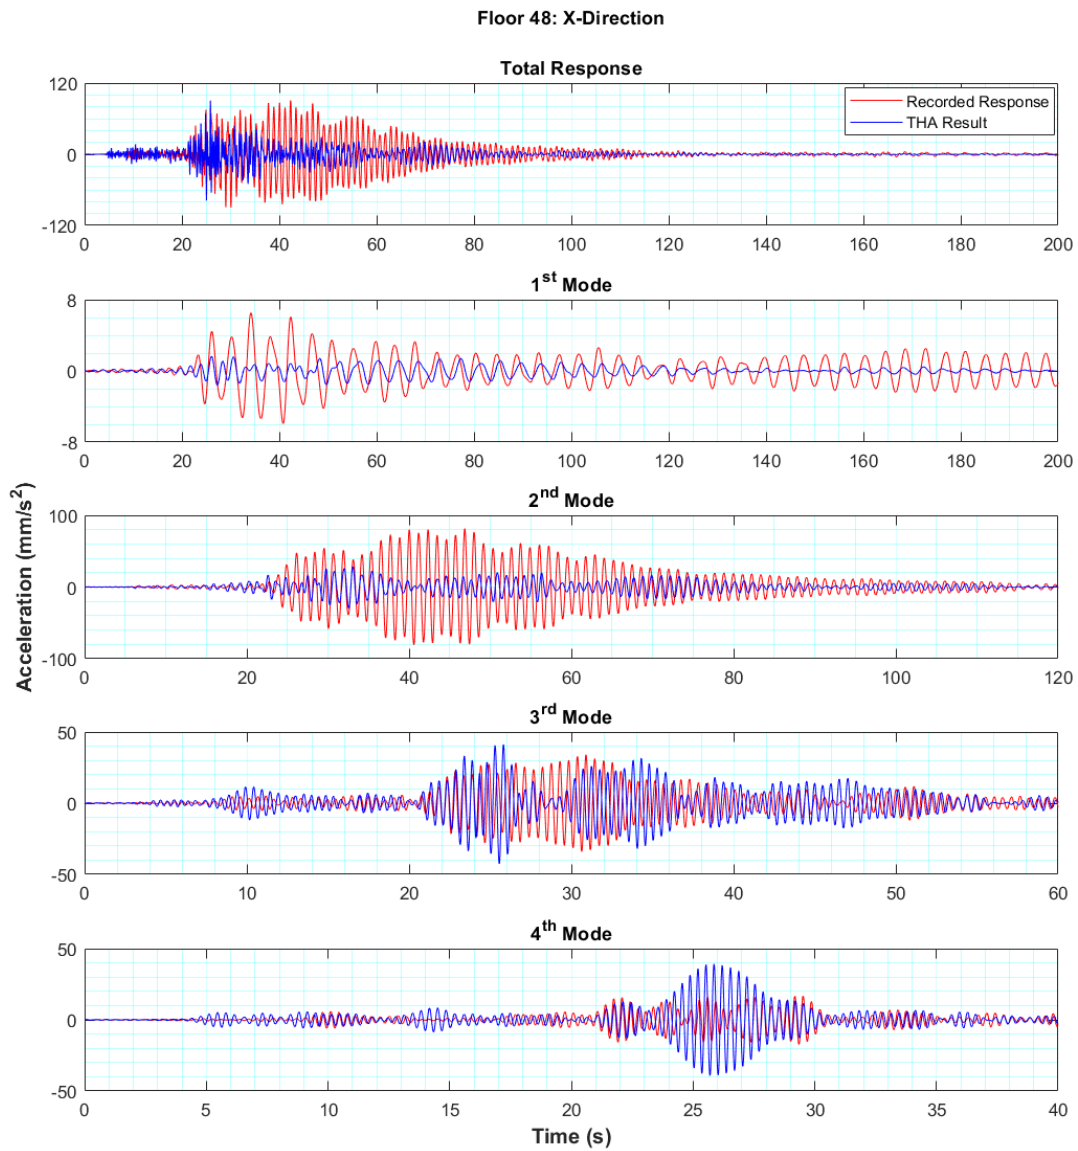 Floor 48: X-Direction
Total Response
120
0
-120
Recorded Response
THA Result
0 20 40 60 80 100 120 140 160 180 200
1st Mode
8
0
-8
0 20 40 60 80 100 120 140 160 180 200
2nd Mode
100
0
-100
0 20 40 60 80 100 120
3rd Mode
50
0
-50
0 10 20 30 40 50 60
4th Mode
50
0
-50
0 5 10 15 20 25 30 35 40
Acceleration (mm/s2)
Time (s)